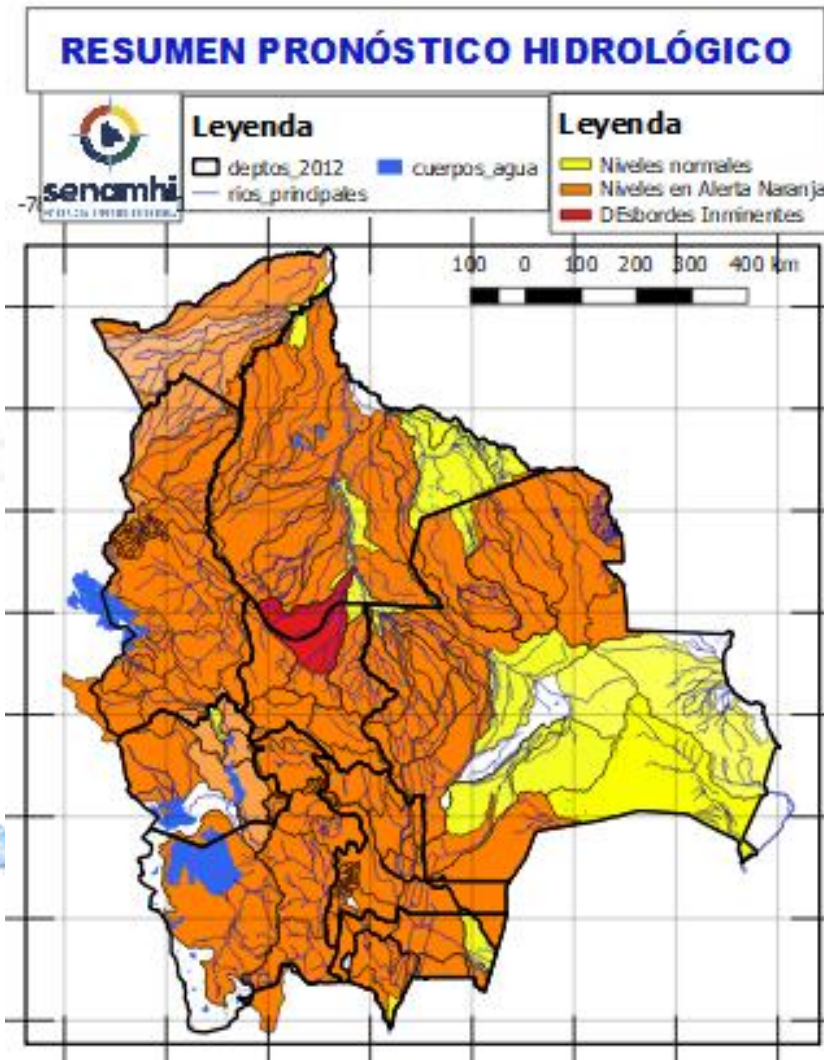 RESUMEN PRONÓSTICO HIDROLÓGICO
senamhi
Leyenda
deptos_2012
cuerpos_agua
rios_principales
Leyenda
Niveles normales
Niveles en Alerta Naranja
DEsbordes Inminentes
100 0 100 200 300 400 km